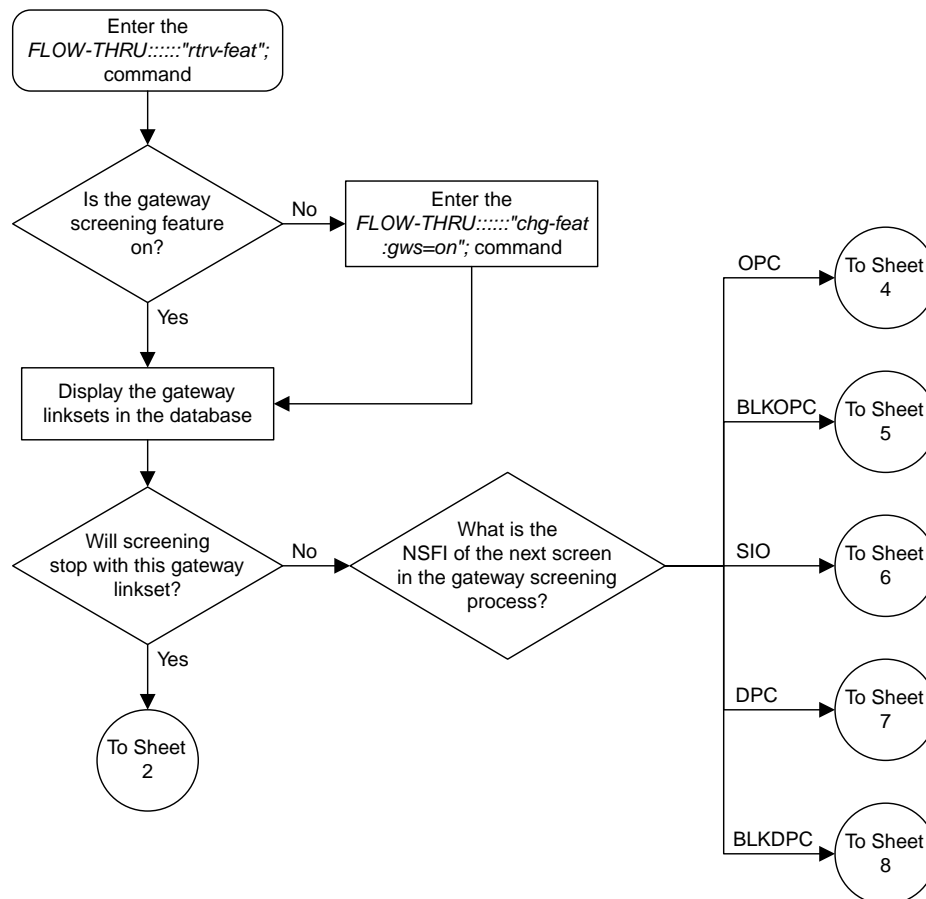 Enter the
FLOW-THRU::::::"rtrv-feat";
command
Is the gateway
screening feature
on?
No
Enter the
FLOW-THRU::::::"chg-feat
:gws=on"; command
Yes
Display the gateway
linksets in the database
Will screening
stop with this gateway
linkset?
No
What is the
NSFI of the next screen
in the gateway screening
process?
Yes
To Sheet
2
OPC
To Sheet
4
BLKOPC
To Sheet
5
SIO
To Sheet
6
DPC
To Sheet
7
BLKDPC
To Sheet
8